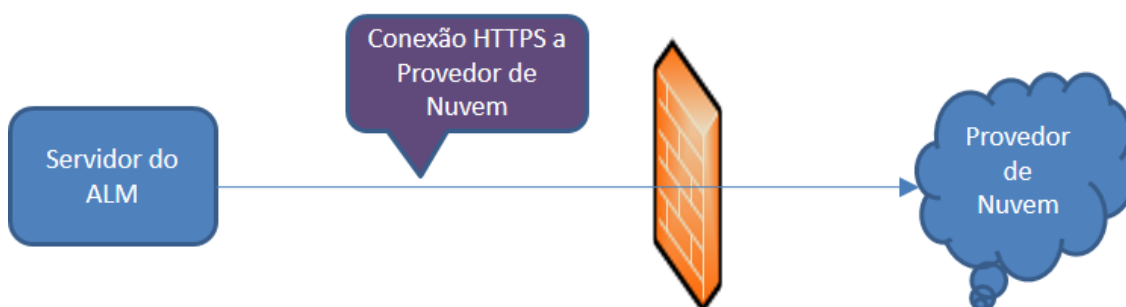 Conexão HTTPS a
Provedor de
Nuvem
Servidor do
ALM
Provedor
de
Nuvem